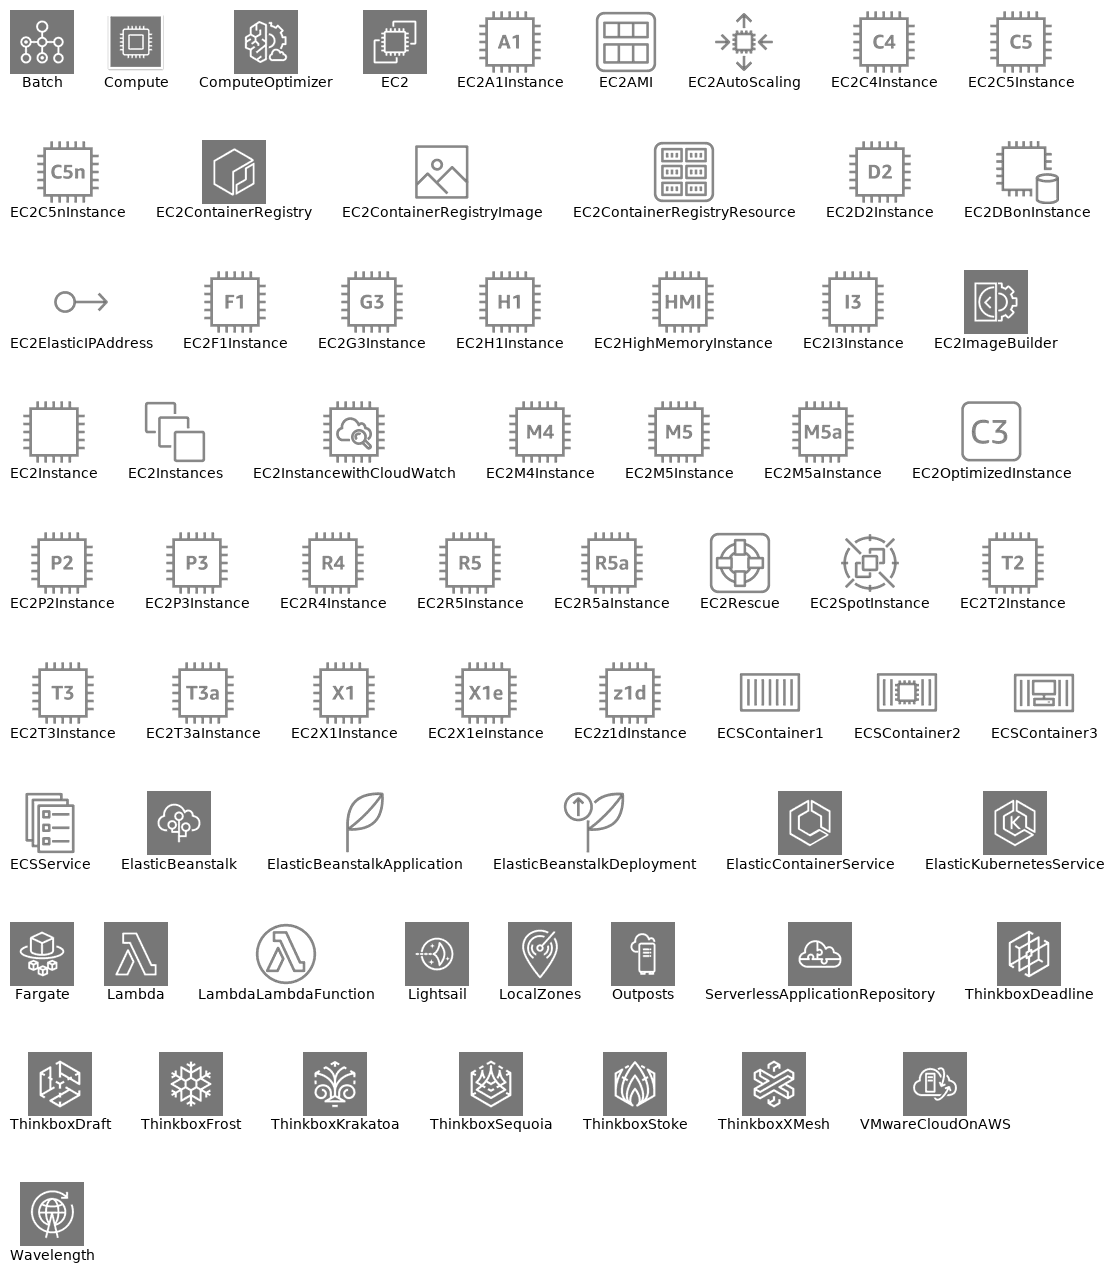 A1 C4 C5
Batch Compute ComputeOptimizer EC2 EC2A1Instance EC2AMI EC2AutoScaling EC2C4Instance EC2C5Instance
C5n D2
EC2C5nInstance EC2ContainerRegistry EC2ContainerRegistryImage EC2ContainerRegistryResource EC2D2Instance EC2DBonInstance
F1 G3 H1 HMI I3
EC2ElasticIPAddress EC2F1Instance EC2G3Instance EC2H1Instance EC2HighMemoryInstance EC2I3Instance EC2ImageBuilder
M4 M5 M5a C3
EC2Instance EC2Instances EC2InstancewithCloudWatch EC2M4Instance EC2M5Instance EC2M5aInstance EC2OptimizedInstance
P2 P3 R4 R5 R5a T2
EC2P2Instance EC2P3Instance EC2R4Instance EC2R5Instance EC2R5aInstance EC2Rescue EC2SpotInstance EC2T2Instance
T3 T3a X1 X1e z1d
EC2T3Instance EC2T3aInstance EC2X1Instance EC2X1eInstance EC2z1dInstance ECSContainer1 ECSContainer2 ECSContainer3
K
ECSService ElasticBeanstalk ElasticBeanstalkApplication ElasticBeanstalkDeployment ElasticContainerService ElasticKubernetesService
Fargate Lambda LambdaLambdaFunction Lightsail LocalZones Outposts ServerlessApplicationRepository ThinkboxDeadline
ThinkboxDraft ThinkboxFrost ThinkboxKrakatoa ThinkboxSequoia ThinkboxStoke ThinkboxXMesh VMwareCloudOnAWS
Wavelength